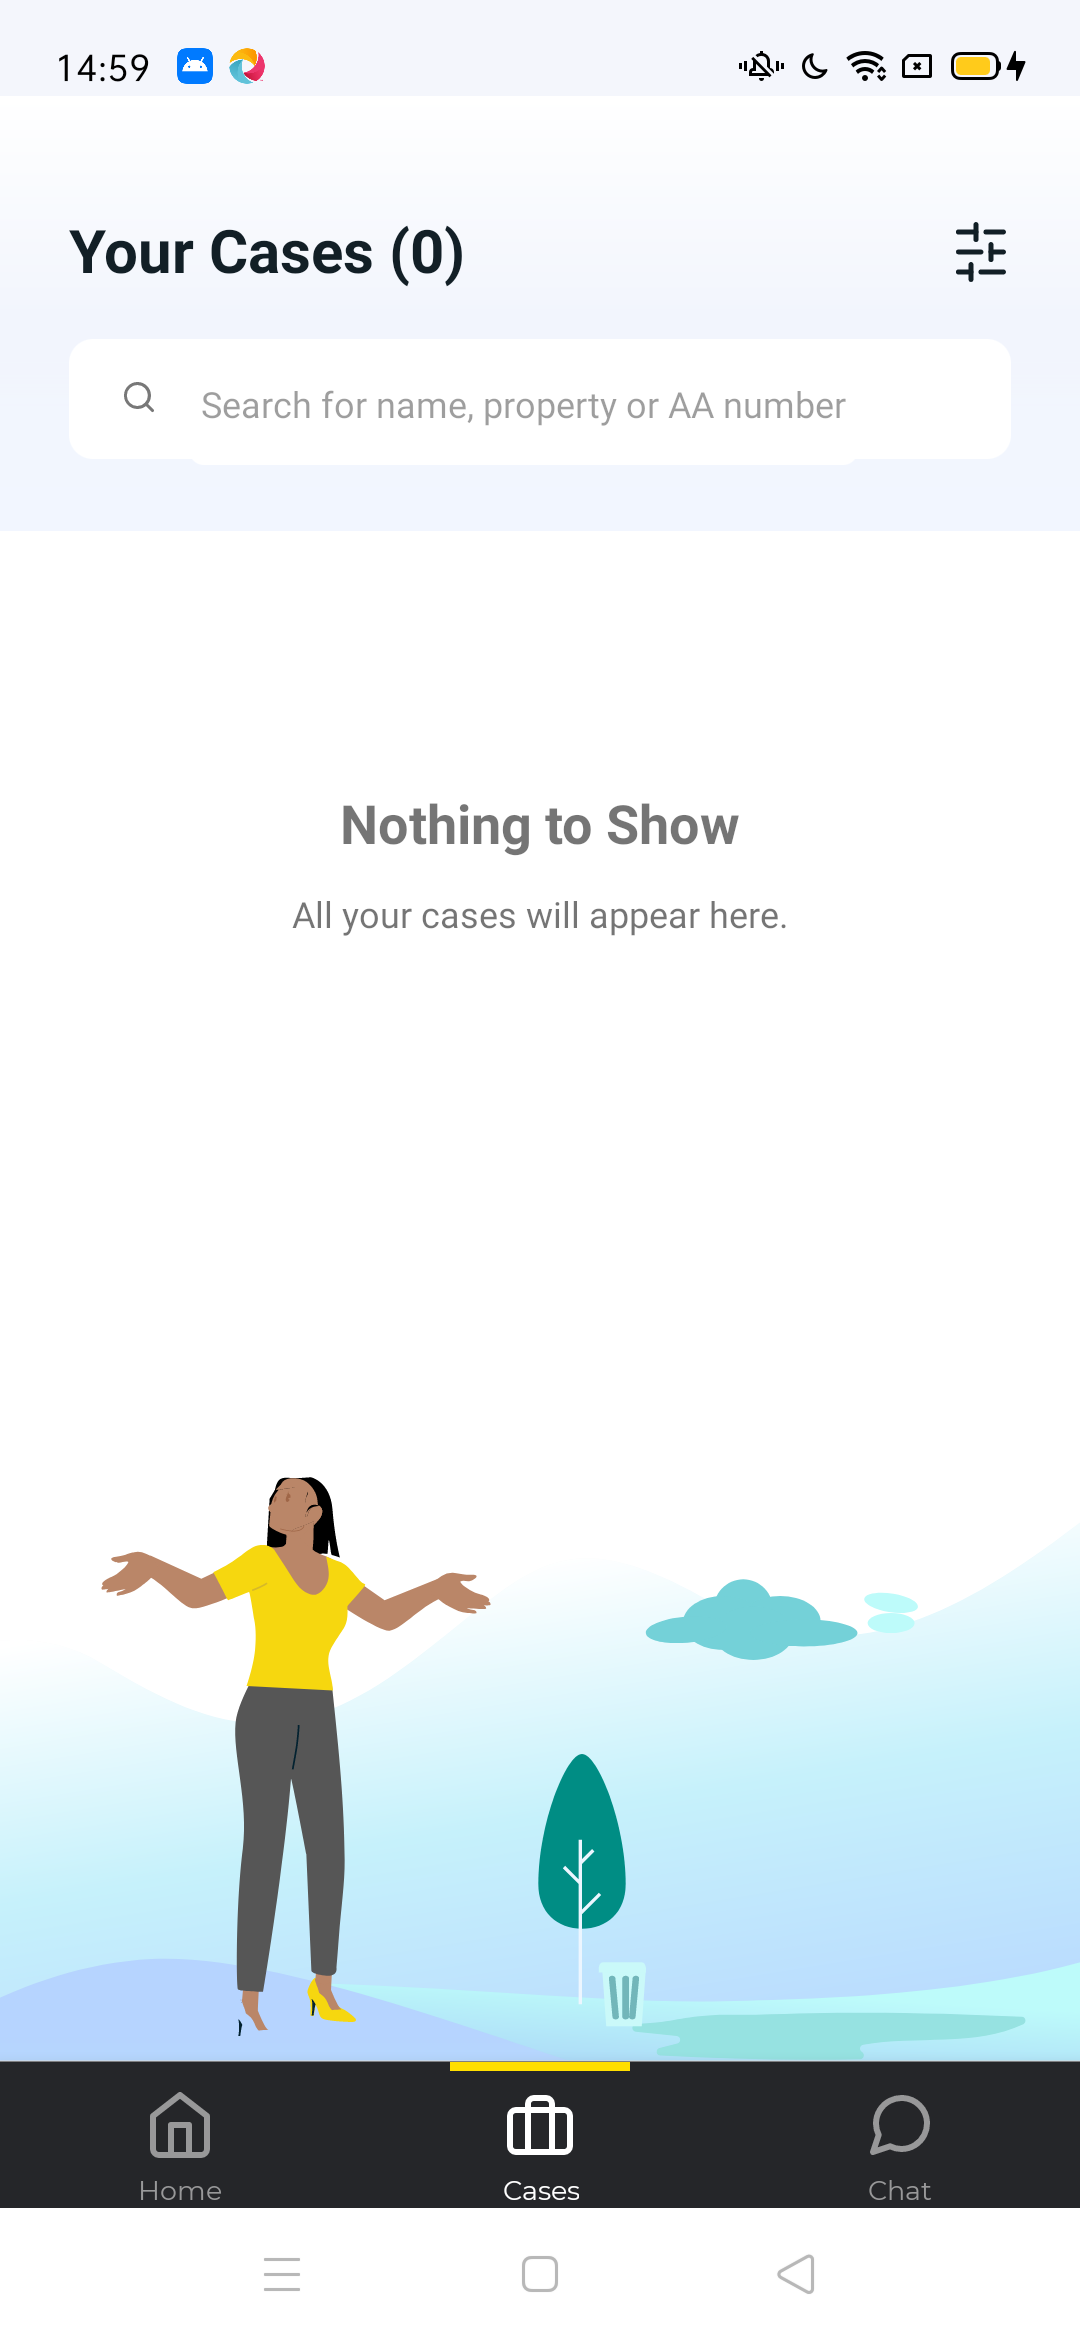 14:59
Your Cases (0)
Search for name, property or AA number
Nothing to Show
All your cases will appear here.
Home
Cases
Chat